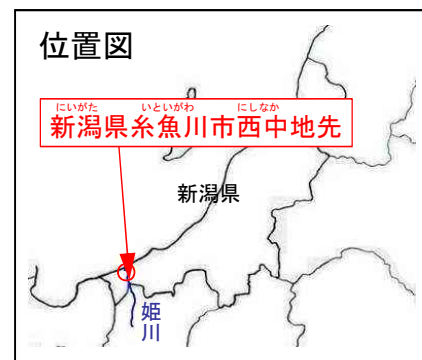 位置図
にいがた いといがわ にしなか
新潟県糸魚川市西中地先
新潟県
姫川